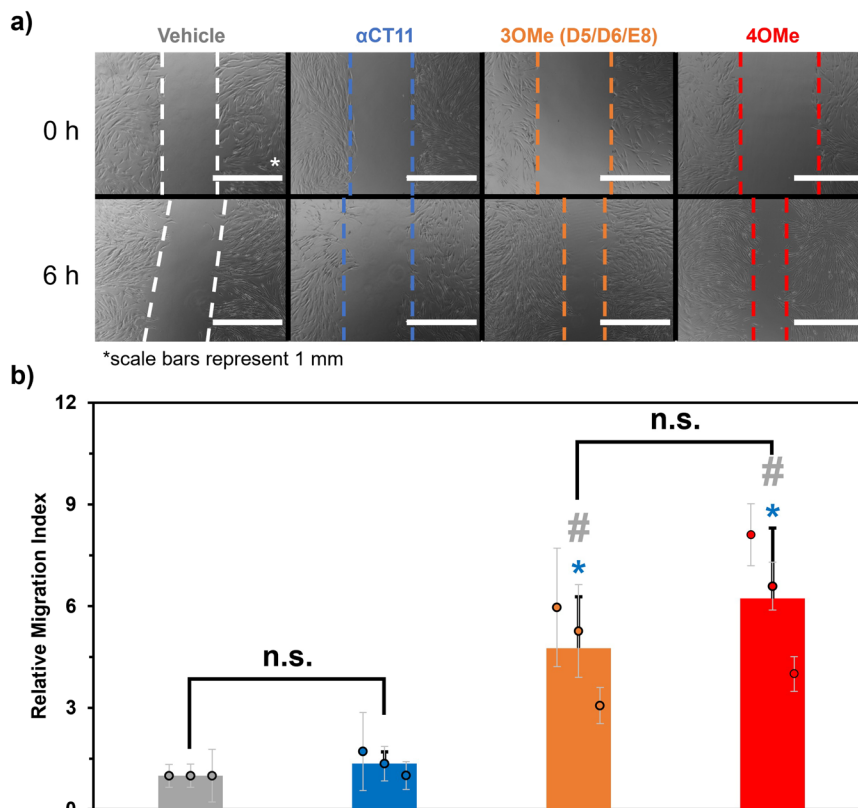 a)
Vehicle αCT11 3OMe (D5/D6/E8) 4OMe
0 h
*
6 h
*scale bars represent 1 mm
b)
12
n.s.
#
#
*
9
*
Relative Migration Index
6
n.s.
3
0